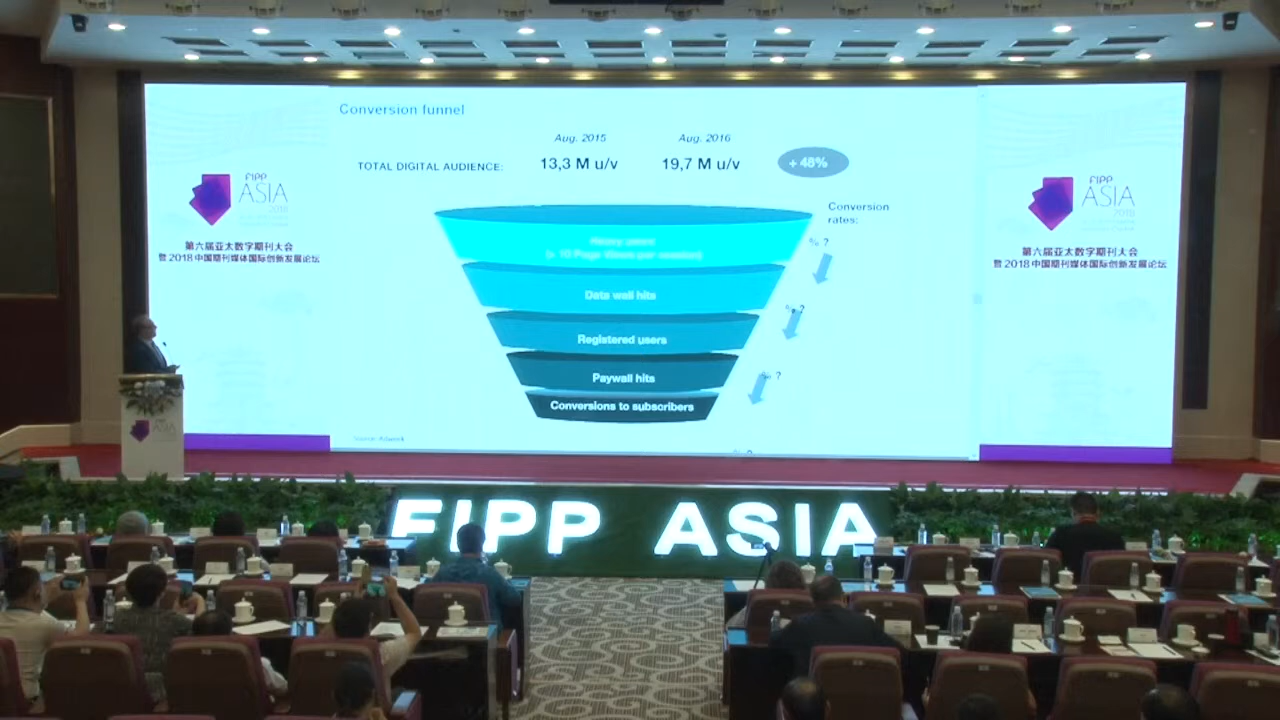 Conversion funnel
Aug. 2015
Aug. 2016
TOTAL DIGITAL AUDIENCE:
13,3 M u/v
19,7 M u/v
+ 48%
Conversion
rates:
% ?
Data wall hits
% ?
Registered users
Paywall hits
% ?
Conversions to subscribers
FIPP
ASIA
2018
第六届亚太数字期刊大会
暨2018中国期刊媒体国际创新发展论坛
FIPP
ASIA
2018
第六届亚太数字期刊大会
暨2018中国期刊媒体国际创新发展论坛
FIPP
ASIA
FIPP ASIA